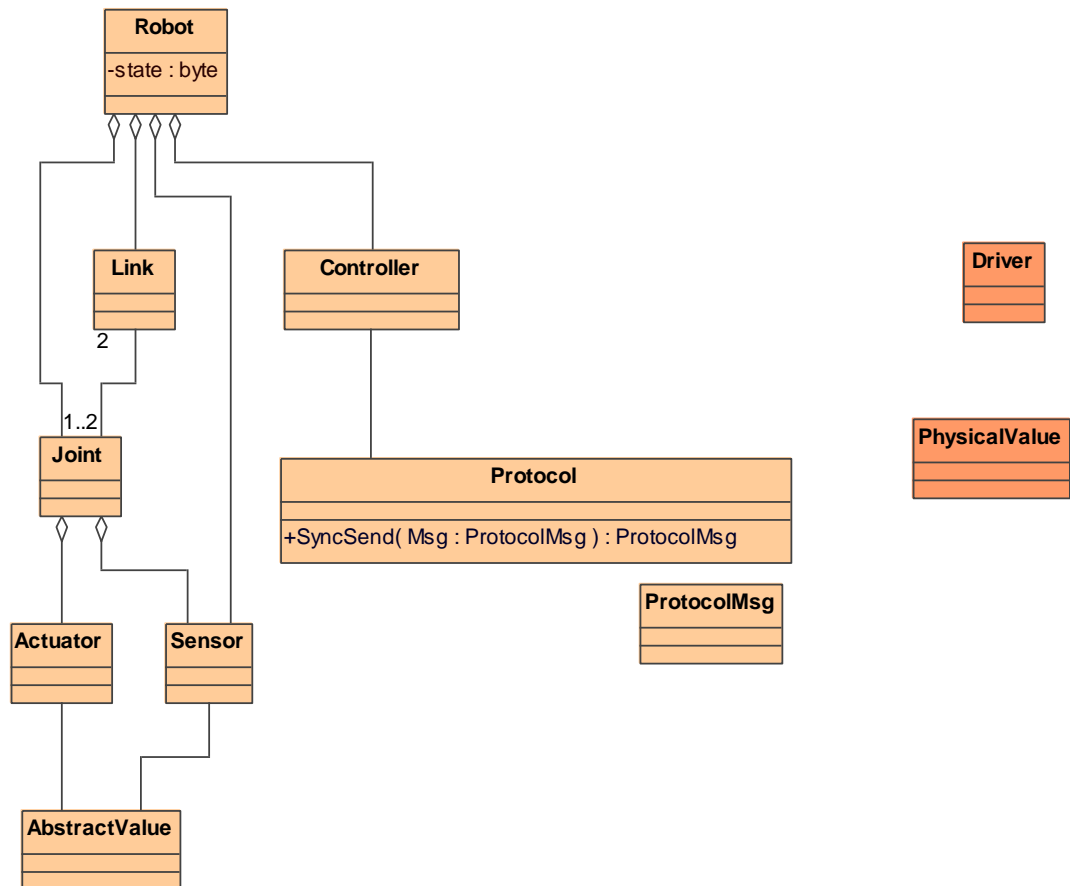 Robot
-state : byte
Link
Controller
Driver
2
1..2
Joint
PhysicalValue
Protocol
+SyncSend( Msg : ProtocolMsg ) : ProtocolMsg
ProtocolMsg
Actuator
Sensor
AbstractValue